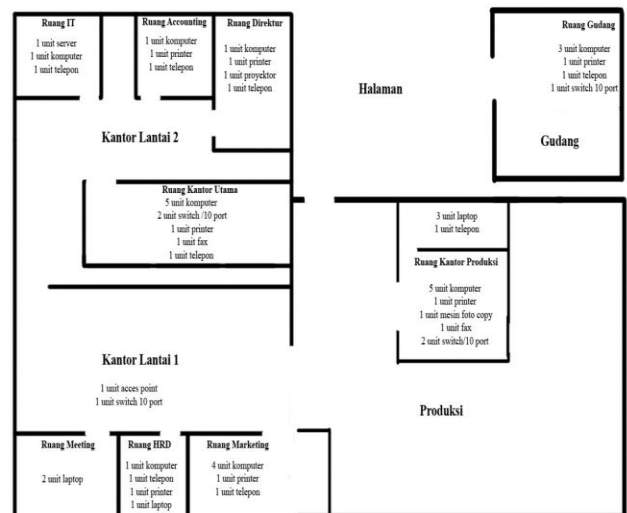 Ruang IT
1 unit server
1 unit komputer
1 unit telepon
Ruang Accounting
1 unit komputer
1 unit printer
1 unit telepon
Ruang Direktur
1 unit komputer
1 unit printer
1 unit proyektor
1 unit telepon
Halaman
Ruang Gudang
3 unit komputer
1 unit printer
1 unit telepon
1 unit switch 10 port
Gudang
Kantor Lantai 2
Ruang Kantor Utama
5 unit komputer
2 unit switch /10 port
1 unit printer
1 unit fax
1 unit telepon
3 unit laptop
1 unit telepon
Ruang Kantor Produksi
5 unit komputer
1 unit printer
1 unit mesin foto copy
1 unit fax
2 unit switch/10 port
Kantor Lantai 1
1 unit acces point
1 unit switch 10 port
Produksi
Ruang Meeting
2 unit laptop
Ruang HRD
1 unit komputer
1 unit telepon
1 unit printer
1 unit laptop
Ruang Marketing
4 unit komputer
1 unit printer
1 unit telepon